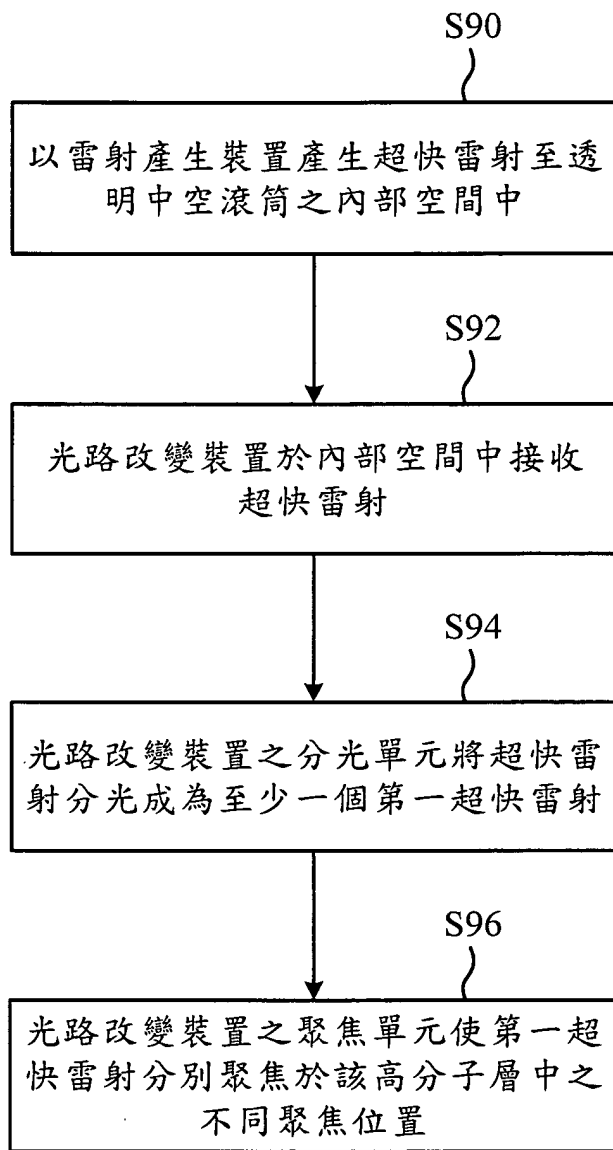 S90
以雷射產生裝置產生超快雷射至透
明中空滾筒之內部空間中
S92
光路改變裝置於內部空間中接收
超快雷射
S94
光路改變裝置之分光單元將超快雷
射分光成為至少一個第一超快雷射
S96
光路改變裝置之聚焦單元使第一超
快雷射分別聚焦於該高分子層中之
不同聚焦位置